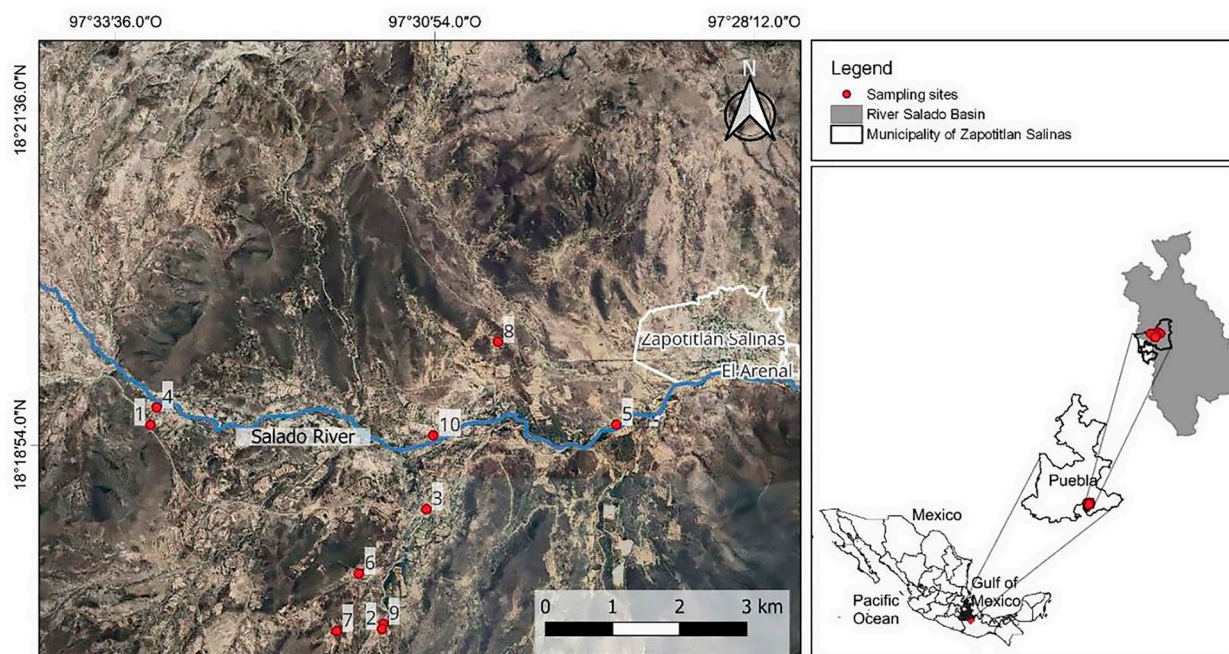 97°33'36.0"O
97°30'54.0"O
97°28'12.0"O
18°21'36.0"N
18°18'54.0"N
N
8
Zapotitlán Salinas
El Arenal
4
1
5
10
Salado River
3
6
7
2
9
0 1 2 3 km
Legend
Sampling sites
River Salado Basin
Municipality of Zapotitlan Salinas
Puebla
Mexico
Gulf of
Mexico
Pacific
Ocean